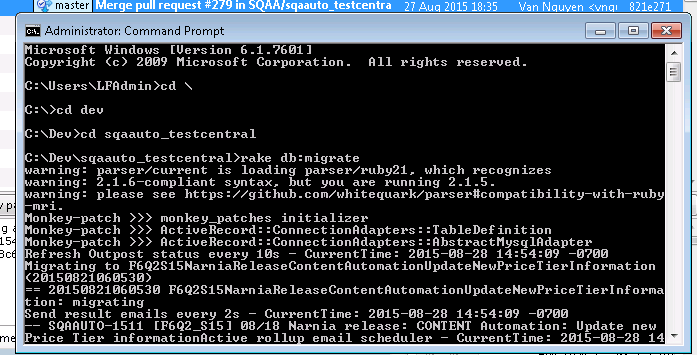 master Merge pull request #279 in SQAA/sqaauto_testcentra 27 Aug 2015 18:35 Van Nguyen <vngu 821e271
Administrator: Command Prompt
Microsoft Windows [Version 6.1.7601]
Copyright (c) 2009 Microsoft Corporation.  All rights reserved.
C:\Users\LFAdmin>cd \
C:\>cd dev
C:\Dev>cd sqaauto_testcentral
C:\Dev\sqaauto_testcentral>rake db:migrate
warning: parser/current is loading parser/ruby21, which recognizes
warning: 2.1.6-compliant syntax, but you are running 2.1.5.
warning: please see https://github.com/whitequark/parser#compatibility-with-ruby
-mri.
Monkey-patch >>> monkey_patches initializer
Monkey-patch >>> ActiveRecord::ConnectionAdapters::TableDefinition
Monkey-patch >>> ActiveRecord::ConnectionAdapters::AbstractMysqlAdapter
Refresh Outpost status every 10s - CurrentTime: 2015-08-28 14:54:09 -0700
Migrating to F6Q2S15NarniaReleaseContentAutomationUpdateNewPriceTierInformation
(20150821060530)
== 20150821060530 F6Q2S15NarniaReleaseContentAutomationUpdateNewPriceTierInforma
tion: migrating
Send result emails every 2s - CurrentTime: 2015-08-28 14:54:09 -0700
-- SQAAUTO-1511 [F6Q2_S15] 08/18 Narnia release: CONTENT Automation: Update new
Price Tier informationActive rollup email scheduler - CurrentTime: 2015-08-28 14